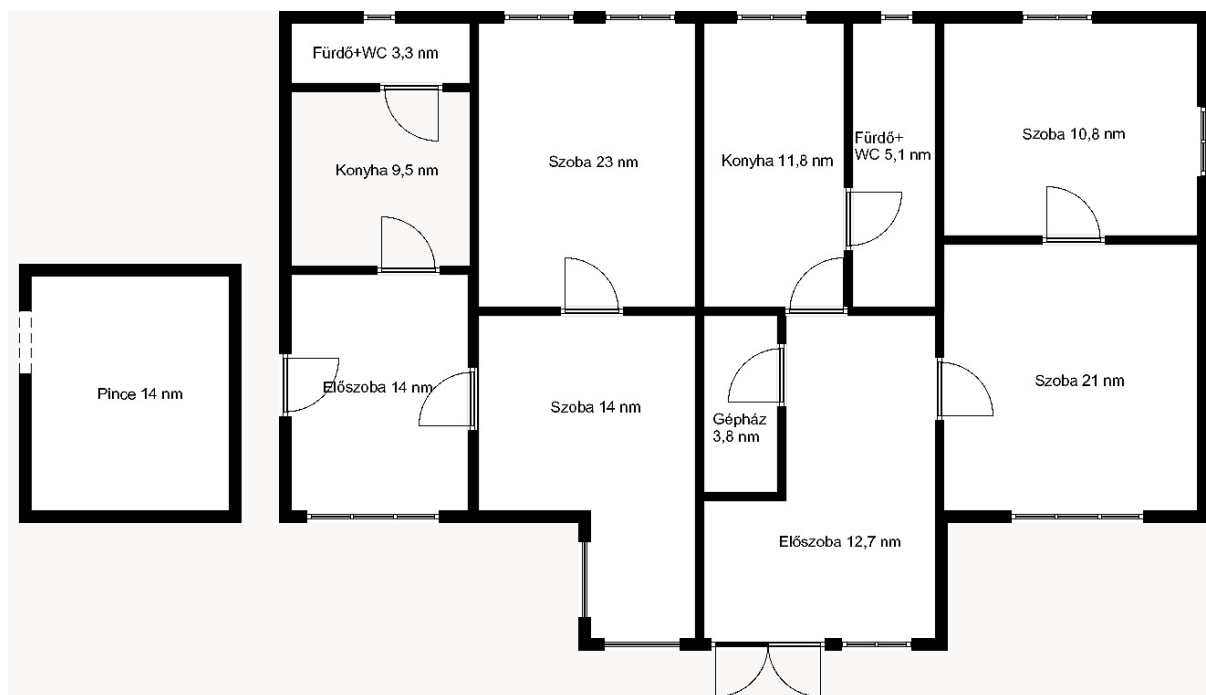 Fürdő+WC 3,3 nm
Konyha 9,5 nm
Szoba 23 nm
Konyha 11,8 nm
Fürdő+
WC 5,1 nm
Szoba 10,8 nm
Pince 14 nm
Előszoba 14 nm
Szoba 14 nm
Gépház
3,8 nm
Szoba 21 nm
Előszoba 12,7 nm